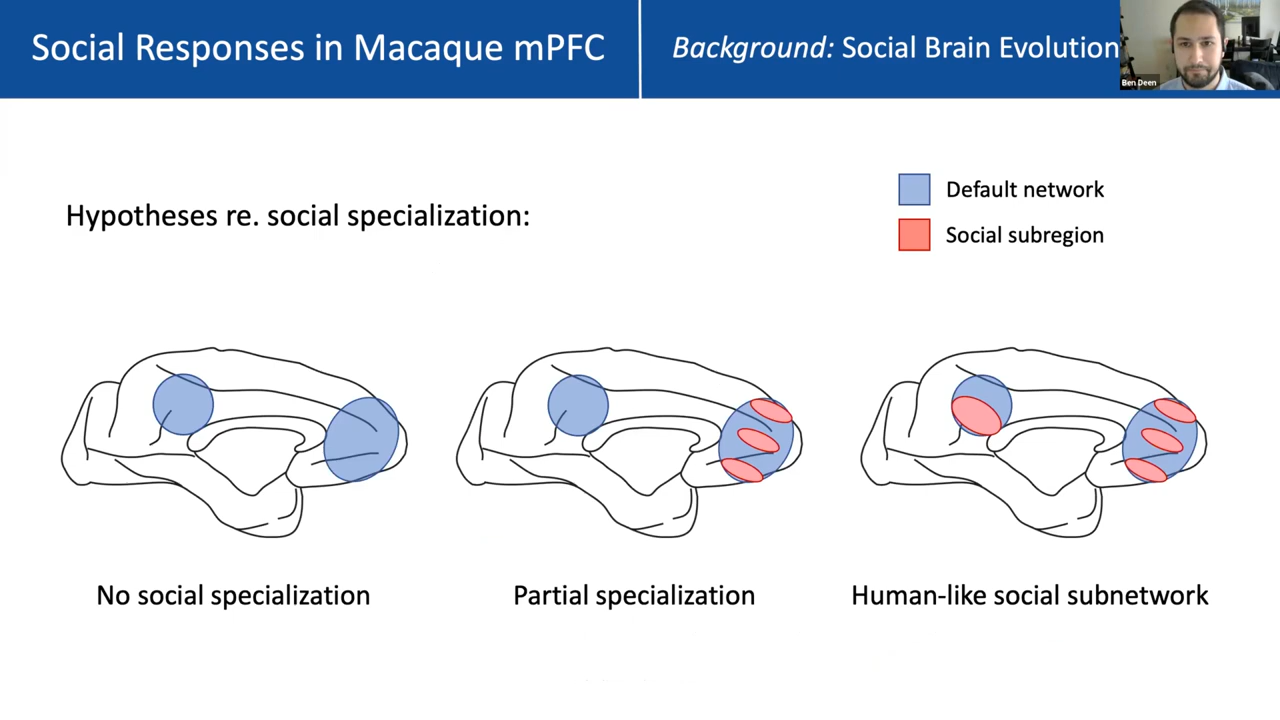 Social Responses in Macaque mPFC
Background: Social Brain Evolution
Ben Deen
Default network
Hypotheses re. social specialization:
Social subregion
No social specialization
Partial specialization
Human-like social subnetwork